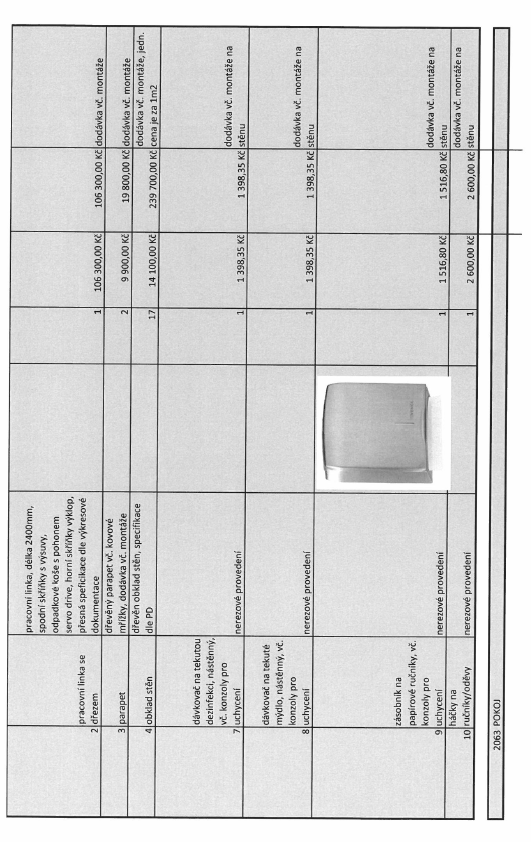 2
pracovní linka se
dřezem
pracovní linka, délka 2400mm,
spodní skříňky s výsuvy,
odpadkové koše s pohonem
servo drive, horní skříňky výklop,
přesná speficikace dle výkresové
dokumentace
1
106 300,00 Kč
106 300,00 Kč
dodávka vč. montáže
3
parapet
dřevěný parapet vč. kovové
mřížky, dodávka vč. montáže
2
9 900,00 Kč
19 800,00 Kč
dodávka vč. montáže
4
obklad stěn
dřevěn obklad stěn, specifikace
dle PD
17
14 100,00 Kč
239 700,00 Kč
dodávka vč. montáže, jedn.
cena je za 1m2
7
dávkovač na tekutou
dezinfekci, nástěnný,
vč. konzoly pro
uchycení
nerezové provedení
1
1 398,35 Kč
1 398,35 Kč
dodávka vč. montáže na
stěnu
8
dávkovač na tekuté
mýdlo, nástěnný, vč.
konzoly pro
uchycení
nerezové provedení
1
1 398,35 Kč
1 398,35 Kč
dodávka vč. montáže na
stěnu
9
zásobník na
papírové ručníky, vč.
konzoly pro
uchycení
nerezové provedení
1
1 516,80 Kč
1 516,80 Kč
dodávka vč. montáže na
stěnu
10
háčky na
ručníky/oděvy
nerezové provedení
1
2 600,00 Kč
2 600,00 Kč
dodávka vč. montáže na
stěnu
2063 POKOJ